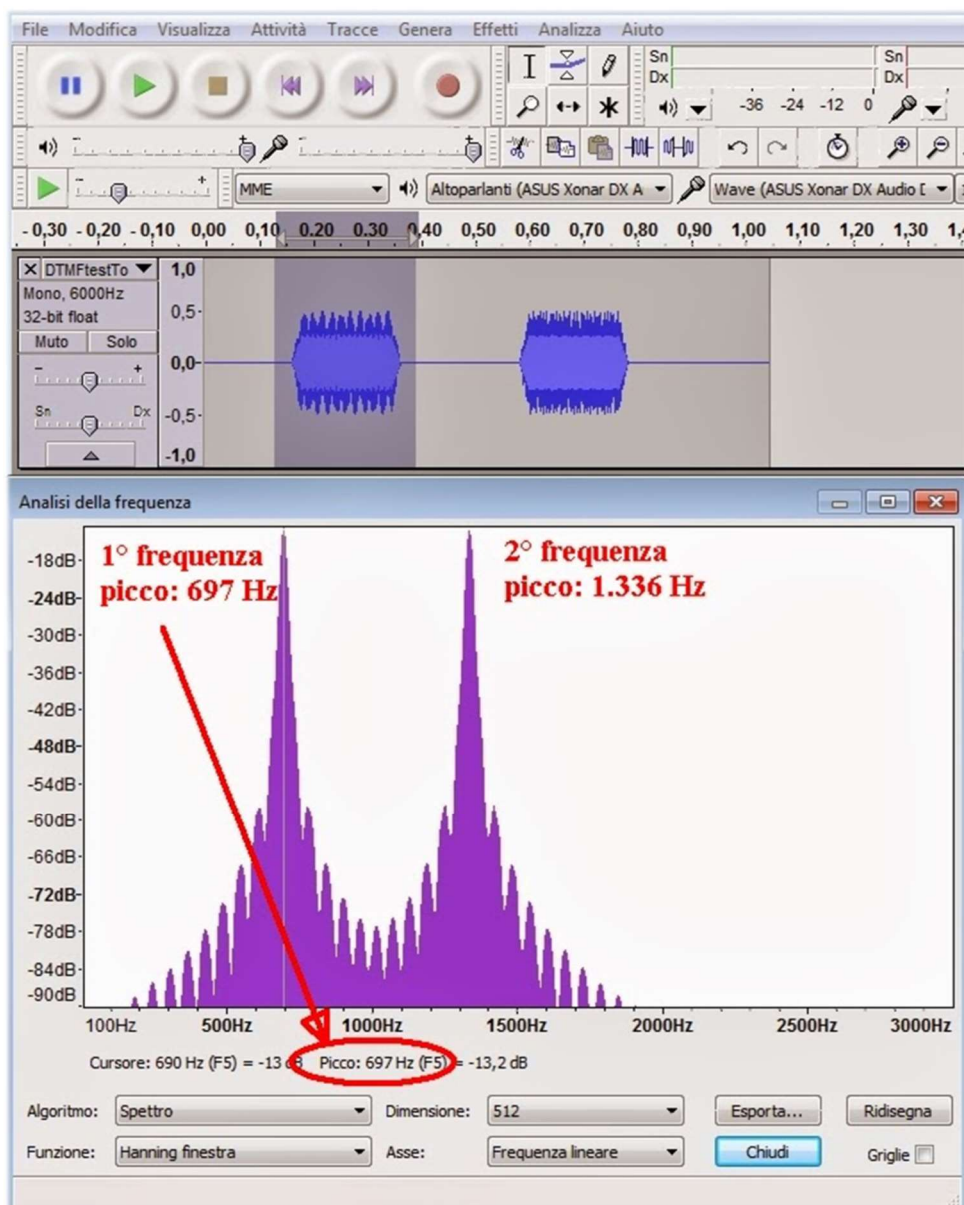 File Modifica Visualizza Attività Tracce Genera Effetti Analizza Aiuto
Sn
Dx
Sn
Dx
-36 -24 -12 0
MME
Altoparlanti (ASUS Xonar DX A
Wave (ASUS Xonar DX Audio
- 0,30 - 0,20 - 0,10 0,00 0,10 0,20 0,30 0,40 0,50 0,60 0,70 0,80 0,90 1,00 1,10 1,20 1,30
DTMFtestTo
Mono, 6000Hz
32-bit float
Muto Solo
- +
Sn Dx
1,0
0,5
0,0
-0,5
-1,0
Analisi della frequenza
1° frequenza
picco: 697 Hz
2° frequenza
picco: 1.336 Hz
-18dB
-24dB
-30dB
-36dB
-42dB
-48dB
-54dB
-60dB
-66dB
-72dB
-78dB
-84dB
-90dB
100Hz 500Hz 1000Hz 1500Hz 2000Hz 2500Hz 3000Hz
Cursore: 690 Hz (F5) = -13 dB Picco: 697 Hz (F5) = -13,2 dB
Algoritmo: Spettro Dimensione: 512 Esporta... Ridisegna
Funzione: Hanning finestra Asse: Frequenza lineare Chiudi Griglie